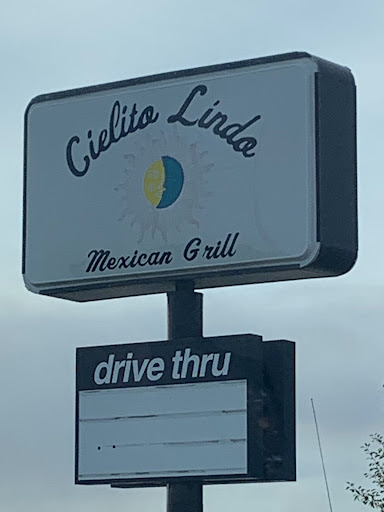 Cielito Lindo
Mexican Grill
drive thru